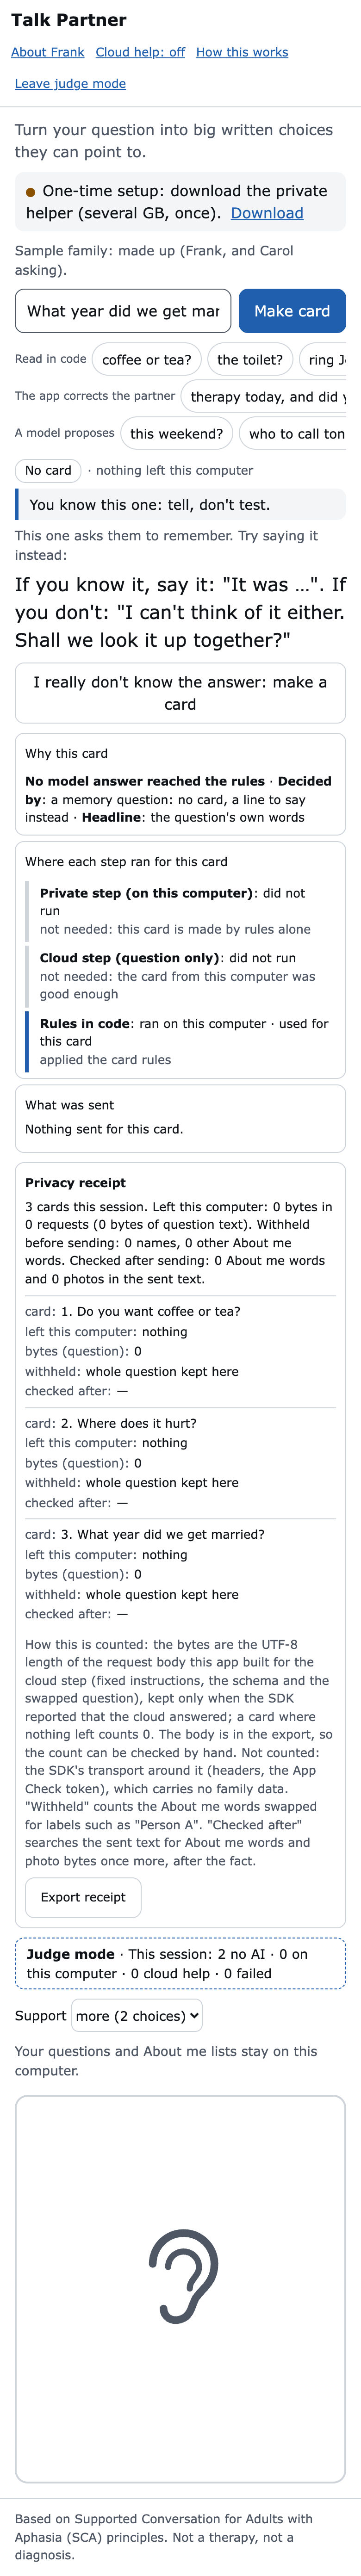 Talk Partner
About Frank Cloud help: off How this works
Leave judge mode
Turn your question into big written choices
they can point to.
One-time setup: download the private
helper (several GB, once). Download
Sample family: made up (Frank, and Carol
asking).
What year did we get mar Make card
Read in code coffee or tea? the toilet? ring J
The app corrects the partner therapy today, and did y
A model proposes this weekend? who to call ton
No card · nothing left this computer
You know this one: tell, don't test.
This one asks them to remember. Try saying it
instead:
If you know it, say it: "It was …". If
you don't: "I can't think of it either.
Shall we look it up together?"
I really don't know the answer: make a
card
Why this card
No model answer reached the rules · Decided
by: a memory question: no card, a line to say
instead · Headline: the question's own words
Where each step ran for this card
Private step (on this computer): did not
run
not needed: this card is made by rules alone
Cloud step (question only): did not run
not needed: the card from this computer was
good enough
Rules in code: ran on this computer · used for
this card
applied the card rules
What was sent
Nothing sent for this card.
Privacy receipt
3 cards this session. Left this computer: 0 bytes in
0 requests (0 bytes of question text). Withheld
before sending: 0 names, 0 other About me
words. Checked after sending: 0 About me words
and 0 photos in the sent text.
card: 1. Do you want coffee or tea?
left this computer: nothing
bytes (question): 0
withheld: whole question kept here
checked after: —
card: 2. Where does it hurt?
left this computer: nothing
bytes (question): 0
withheld: whole question kept here
checked after: —
card: 3. What year did we get married?
left this computer: nothing
bytes (question): 0
withheld: whole question kept here
checked after: —
How this is counted: the bytes are the UTF-8
length of the request body this app built for the
cloud step (fixed instructions, the schema and the
swapped question), kept only when the SDK
reported that the cloud answered; a card where
nothing left counts 0. The body is in the export, so
the count can be checked by hand. Not counted:
the SDK's transport around it (headers, the App
Check token), which carries no family data.
"Withheld" counts the About me words swapped
for labels such as "Person A". "Checked after"
searches the sent text for About me words and
photo bytes once more, after the fact.
Export receipt
Judge mode · This session: 2 no AI · 0 on
this computer · 0 cloud help · 0 failed
Support more (2 choices)
Your questions and About me lists stay on this
computer.
Based on Supported Conversation for Adults with
Aphasia (SCA) principles. Not a therapy, not a
diagnosis.